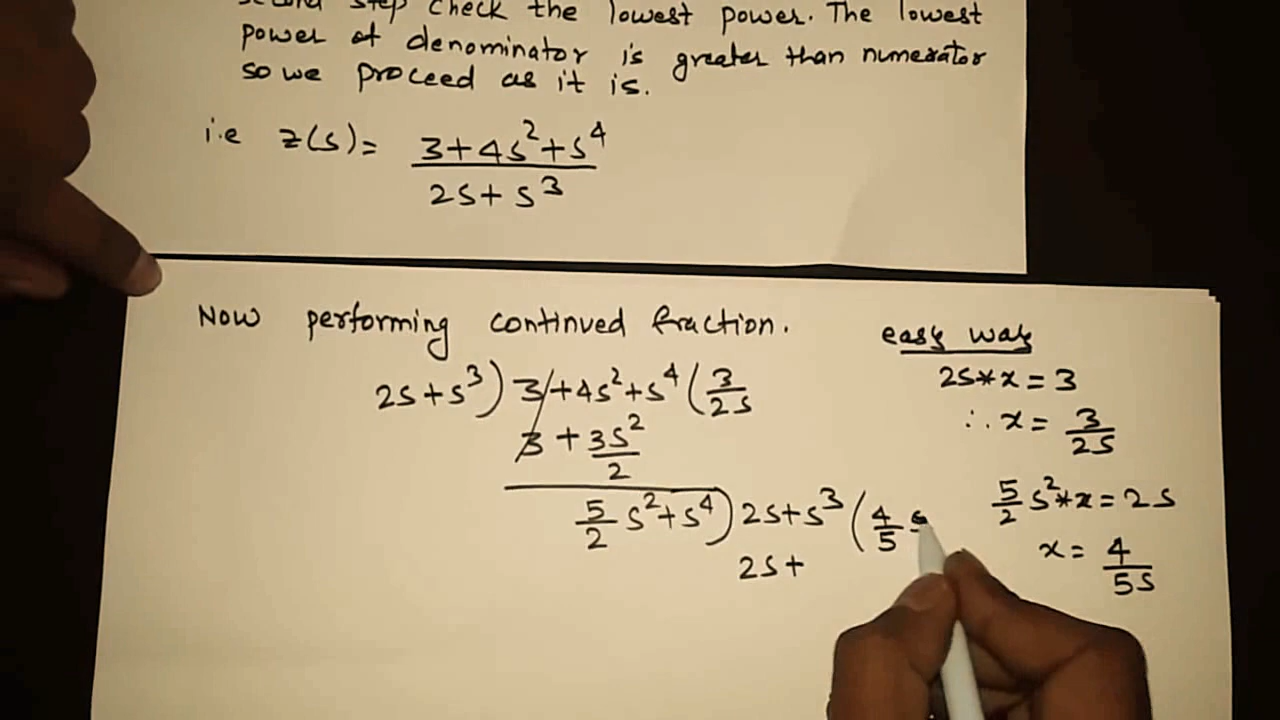 second step check the lowest power. The lowest
power of denominator is greater than numerator
so we proceed as it is.
i.e z(s) = 3+4s²+s⁴ / 2s+s³
Now performing continued fraction.
easy way
2s+s³) 3+4s²+s⁴ (3/2s
2s*x = 3
3 + 3s²/2
∴ x = 3/2s
5/2 s²+s⁴) 2s+s³ (4/5 s
5/2 s²*x = 2s
2s+
x = 4/5s